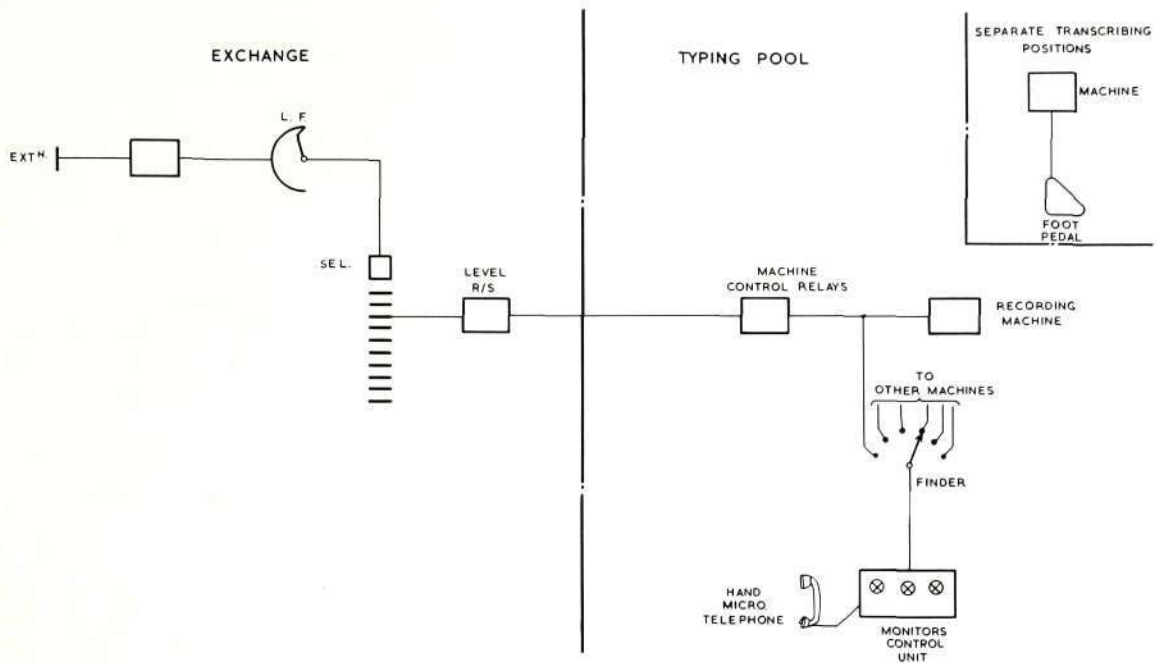 EXCHANGE
TYPING POOL
SEPARATE TRANSCRIBING
POSITIONS
MACHINE
FOOT
PEDAL
EXTᴺ.
L. F.
SEL.
LEVEL
R/S
MACHINE
CONTROL RELAYS
RECORDING
MACHINE
TO
OTHER MACHINES
FINDER
HAND
MICRO.
TELEPHONE
MONITORS
CONTROL
UNIT